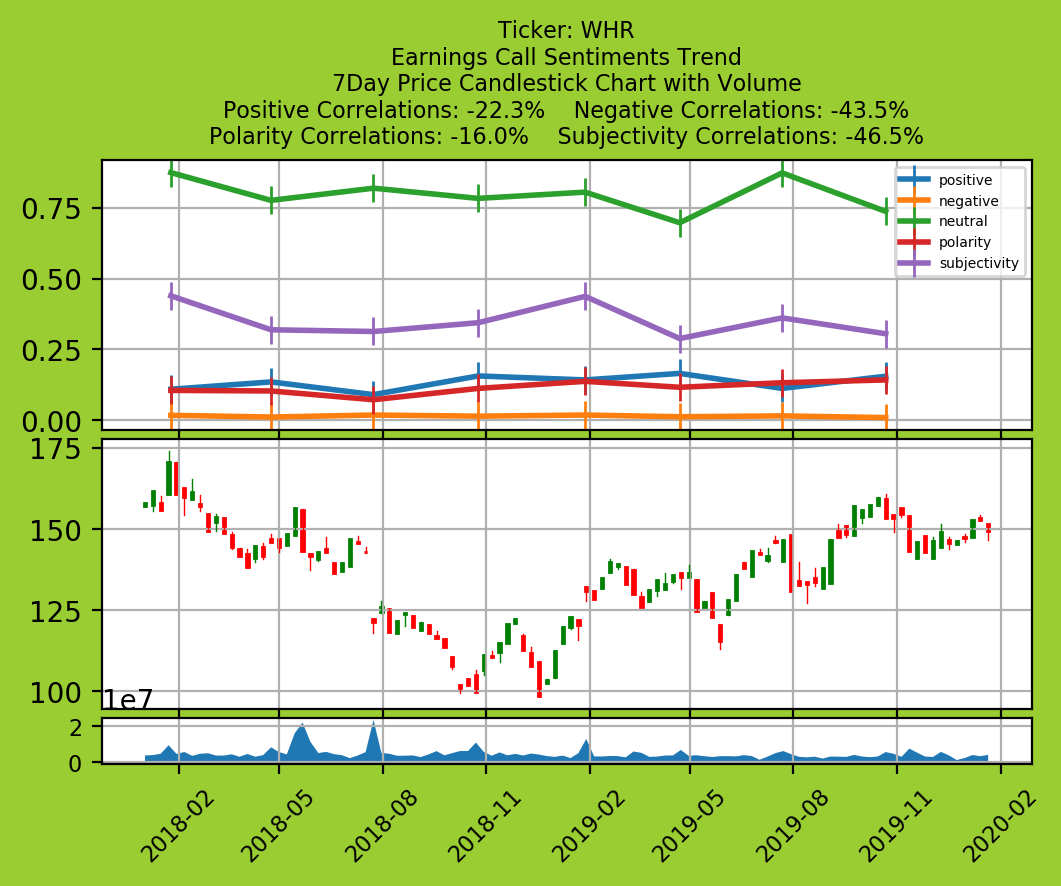 Ticker: WHR
Earnings Call Sentiments Trend
7Day Price Candlestick Chart with Volume
Positive Correlations: -22.3%    Negative Correlations: -43.5%
Polarity Correlations: -16.0%    Subjectivity Correlations: -46.5%
positive
negative
neutral
polarity
subjectivity
0.75
0.50
0.25
0.00
175
150
125
100
1e7
2
0
2018-02
2018-05
2018-08
2018-11
2019-02
2019-05
2019-08
2019-11
2020-02